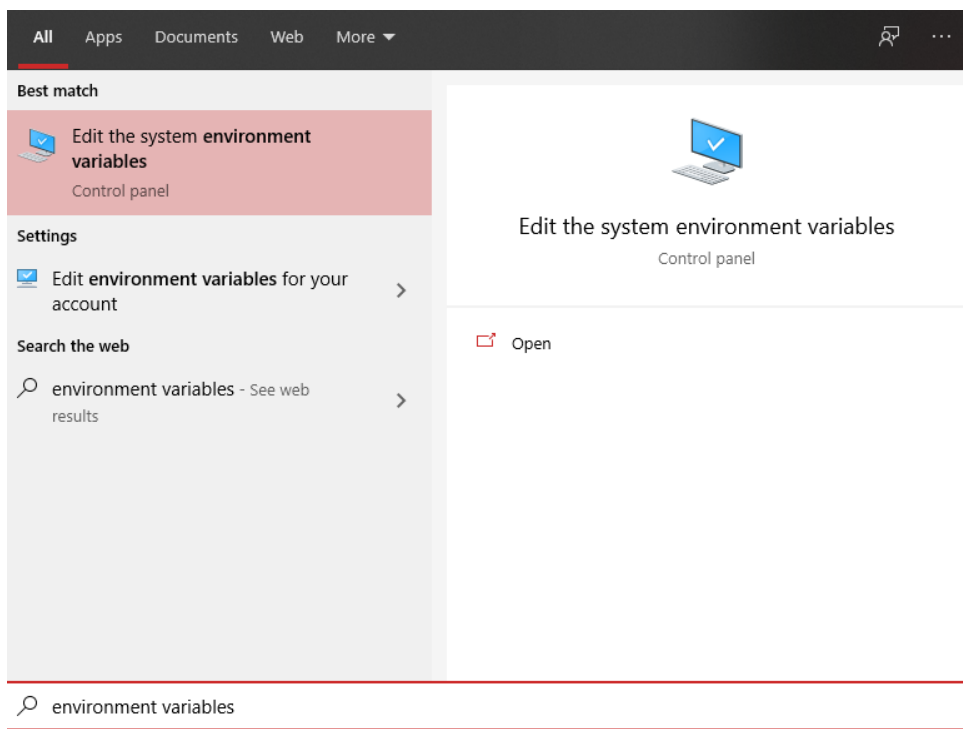 All Apps Documents Web More
Best match
Edit the system environment
variables
Control panel
Settings
Edit environment variables for your
account
Search the web
environment variables - See web
results
Edit the system environment variables
Control panel
Open
environment variables